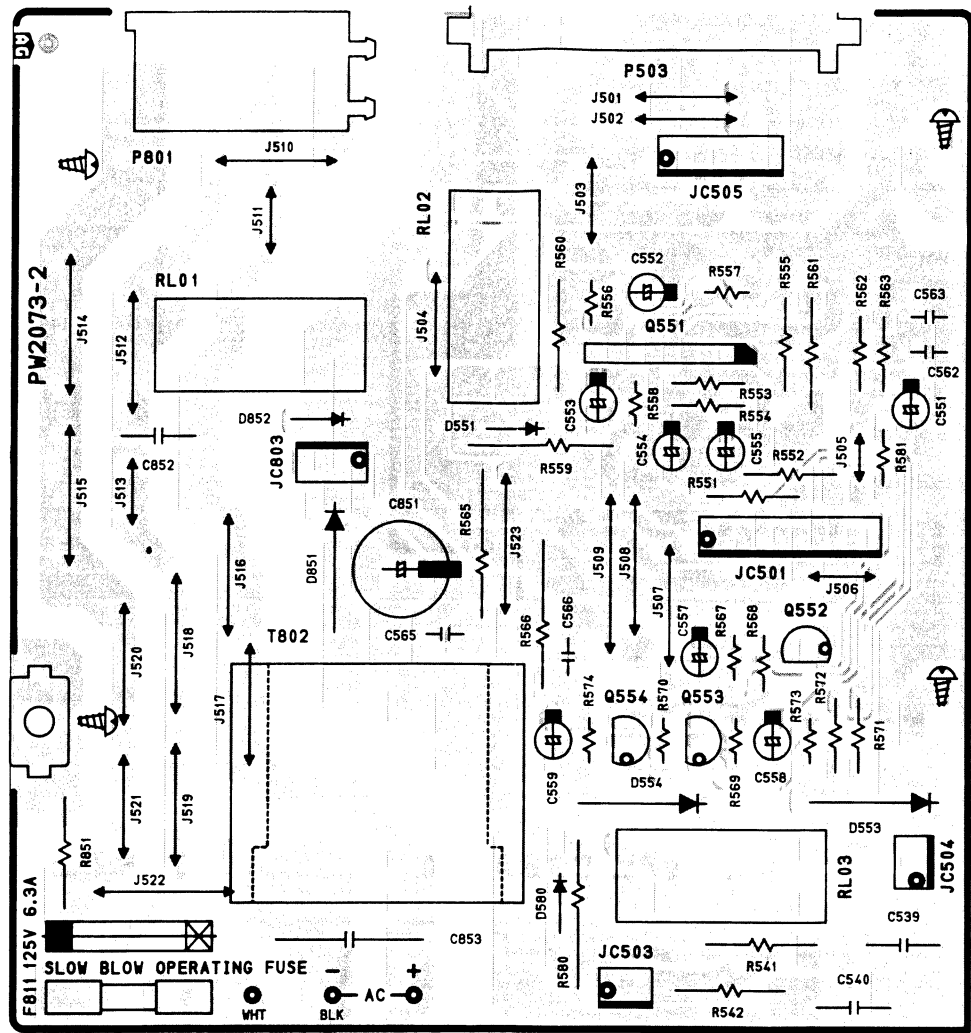 AG ©
P503
J501
J502
P801
J510
JC505
J511
RL02
J503
R560
C552
R557
R555
R561
R562
R563
C563
PW2073-2
J514
J512
RL01
J504
R556
Q551
C562
D852
D551
C553
R558
R553
R554
C551
C852
JC803
R559
C554
C555
R552
J505
R581
J515
J513
C851
R565
J523
R551
J516
D851
J509
J508
J507
JC501
J506
C565
R566
C566
C557
R567
R568
Q552
J520
J518
T802
J517
R574
Q554
R570
Q553
R573
R572
R571
C559
D554
R569
C558
J521
J519
R851
J522
D553
RL03
JC504
D580
C539
F811 125V 6.3A
C853
SLOW BLOW OPERATING FUSE
R580
JC503
R541
C540
R542
- AC +
WHT
BLK